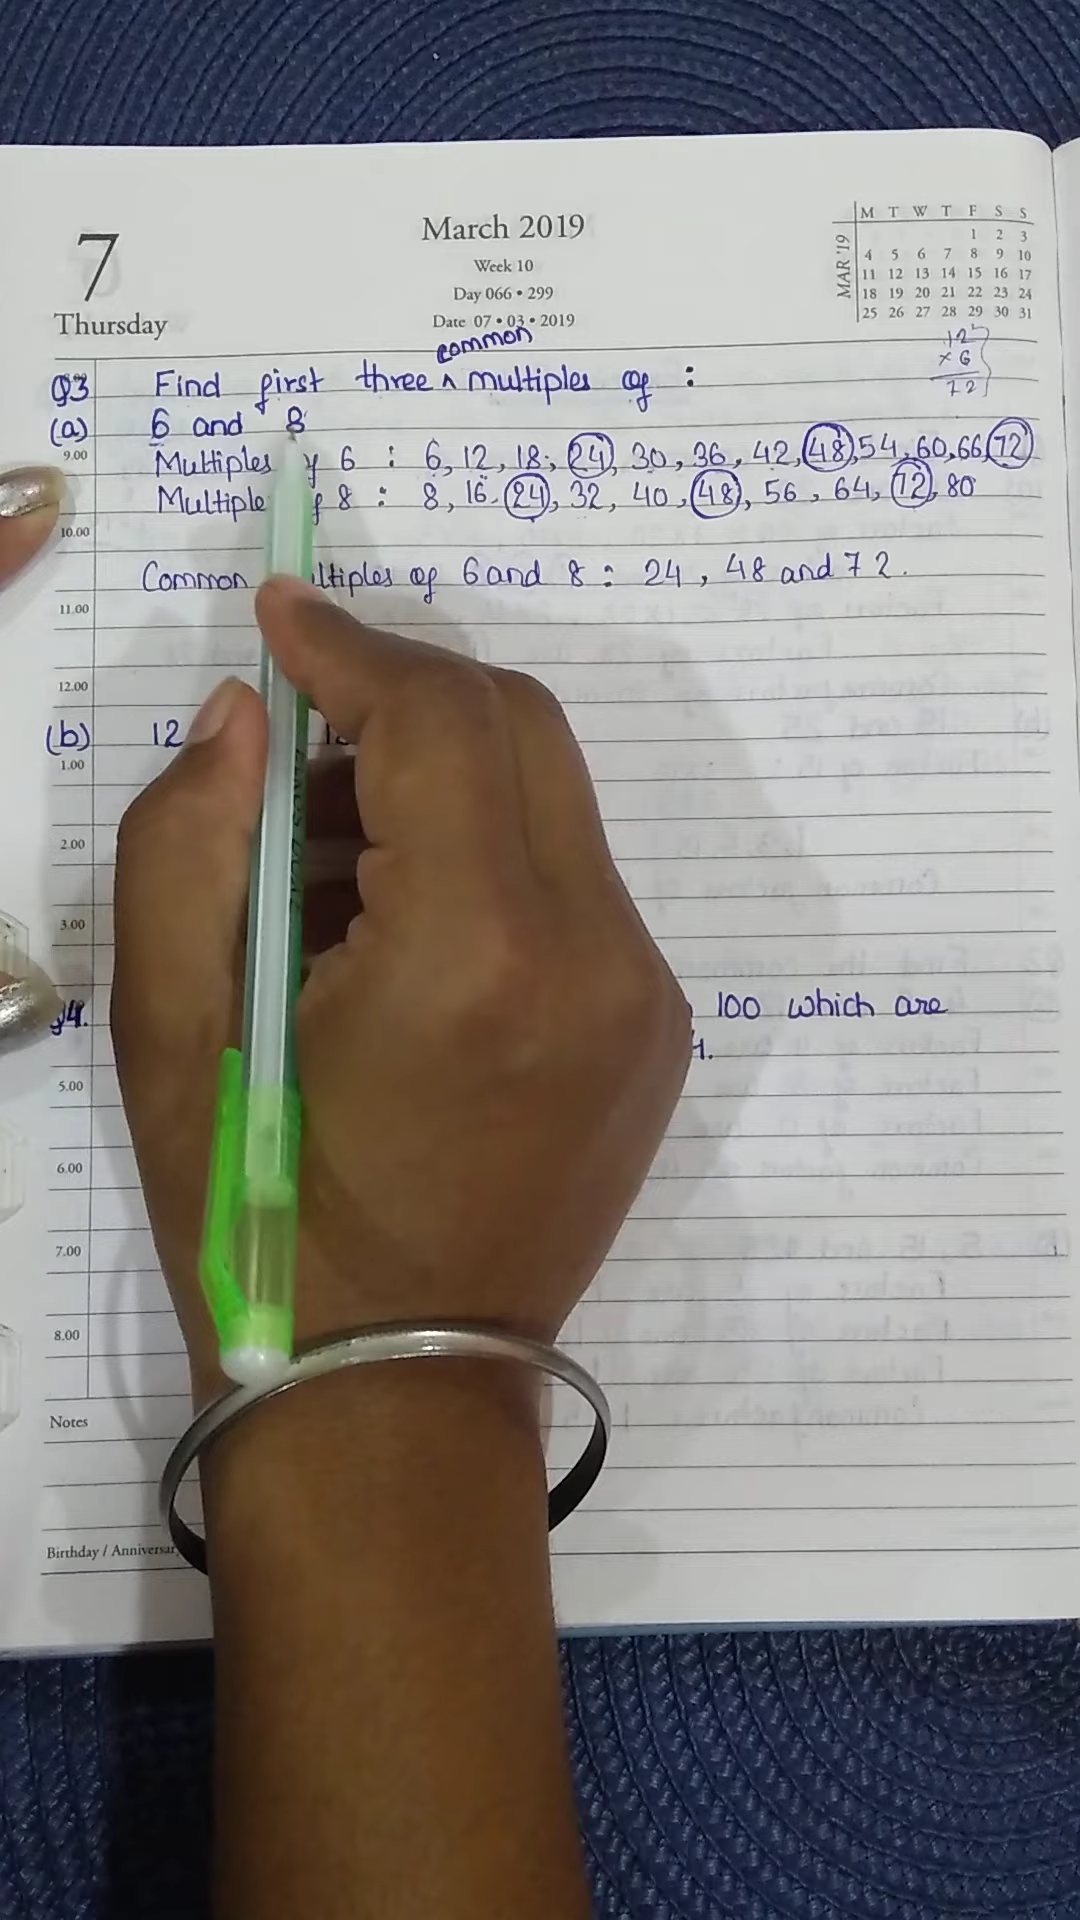 7
Thursday
March 2019
Week 10
Day 066 • 299
Date 07 • 03 • 2019
MAR '19
M T W T F S S
1 2 3
4 5 6 7 8 9 10
11 12 13 14 15 16 17
18 19 20 21 22 23 24
25 26 27 28 29 30 31
12
× 6
72
common
Q3 Find first three ^ multiples of :
(a) 6 and 8
9.00
Multiples 6 : 6, 12, 18, 24, 30, 36, 42, 48, 54, 60, 66, 72
Multiple 8 : 8, 16, 24, 32, 40, 48, 56, 64, 72, 80
10.00
Common ltiples of 6 and 8 : 24, 48 and 72.
11.00
12.00
(b) 12
1.00
2.00
3.00
4. 100 which are
4.
5.00
6.00
7.00
8.00
Notes
Birthday / Anniversar